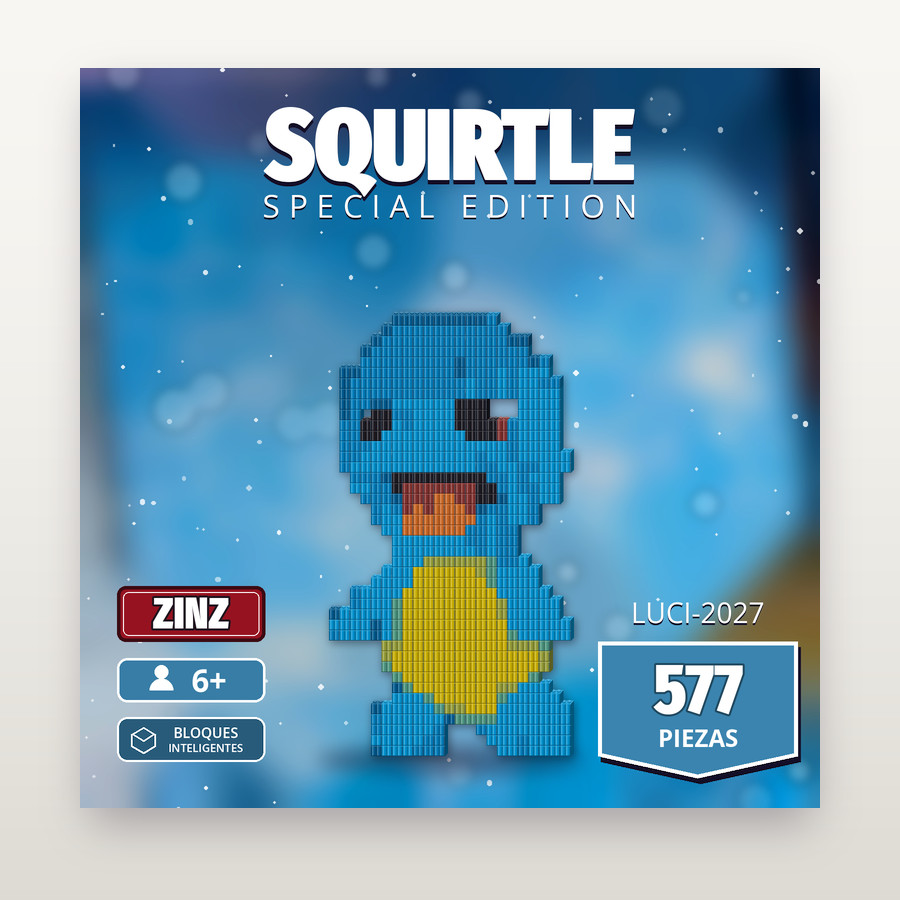 SQUIRTLE
SPECIAL EDITION
ZINZ
6+
BLOQUES
INTELIGENTES
LUCI-2027
577
PIEZAS